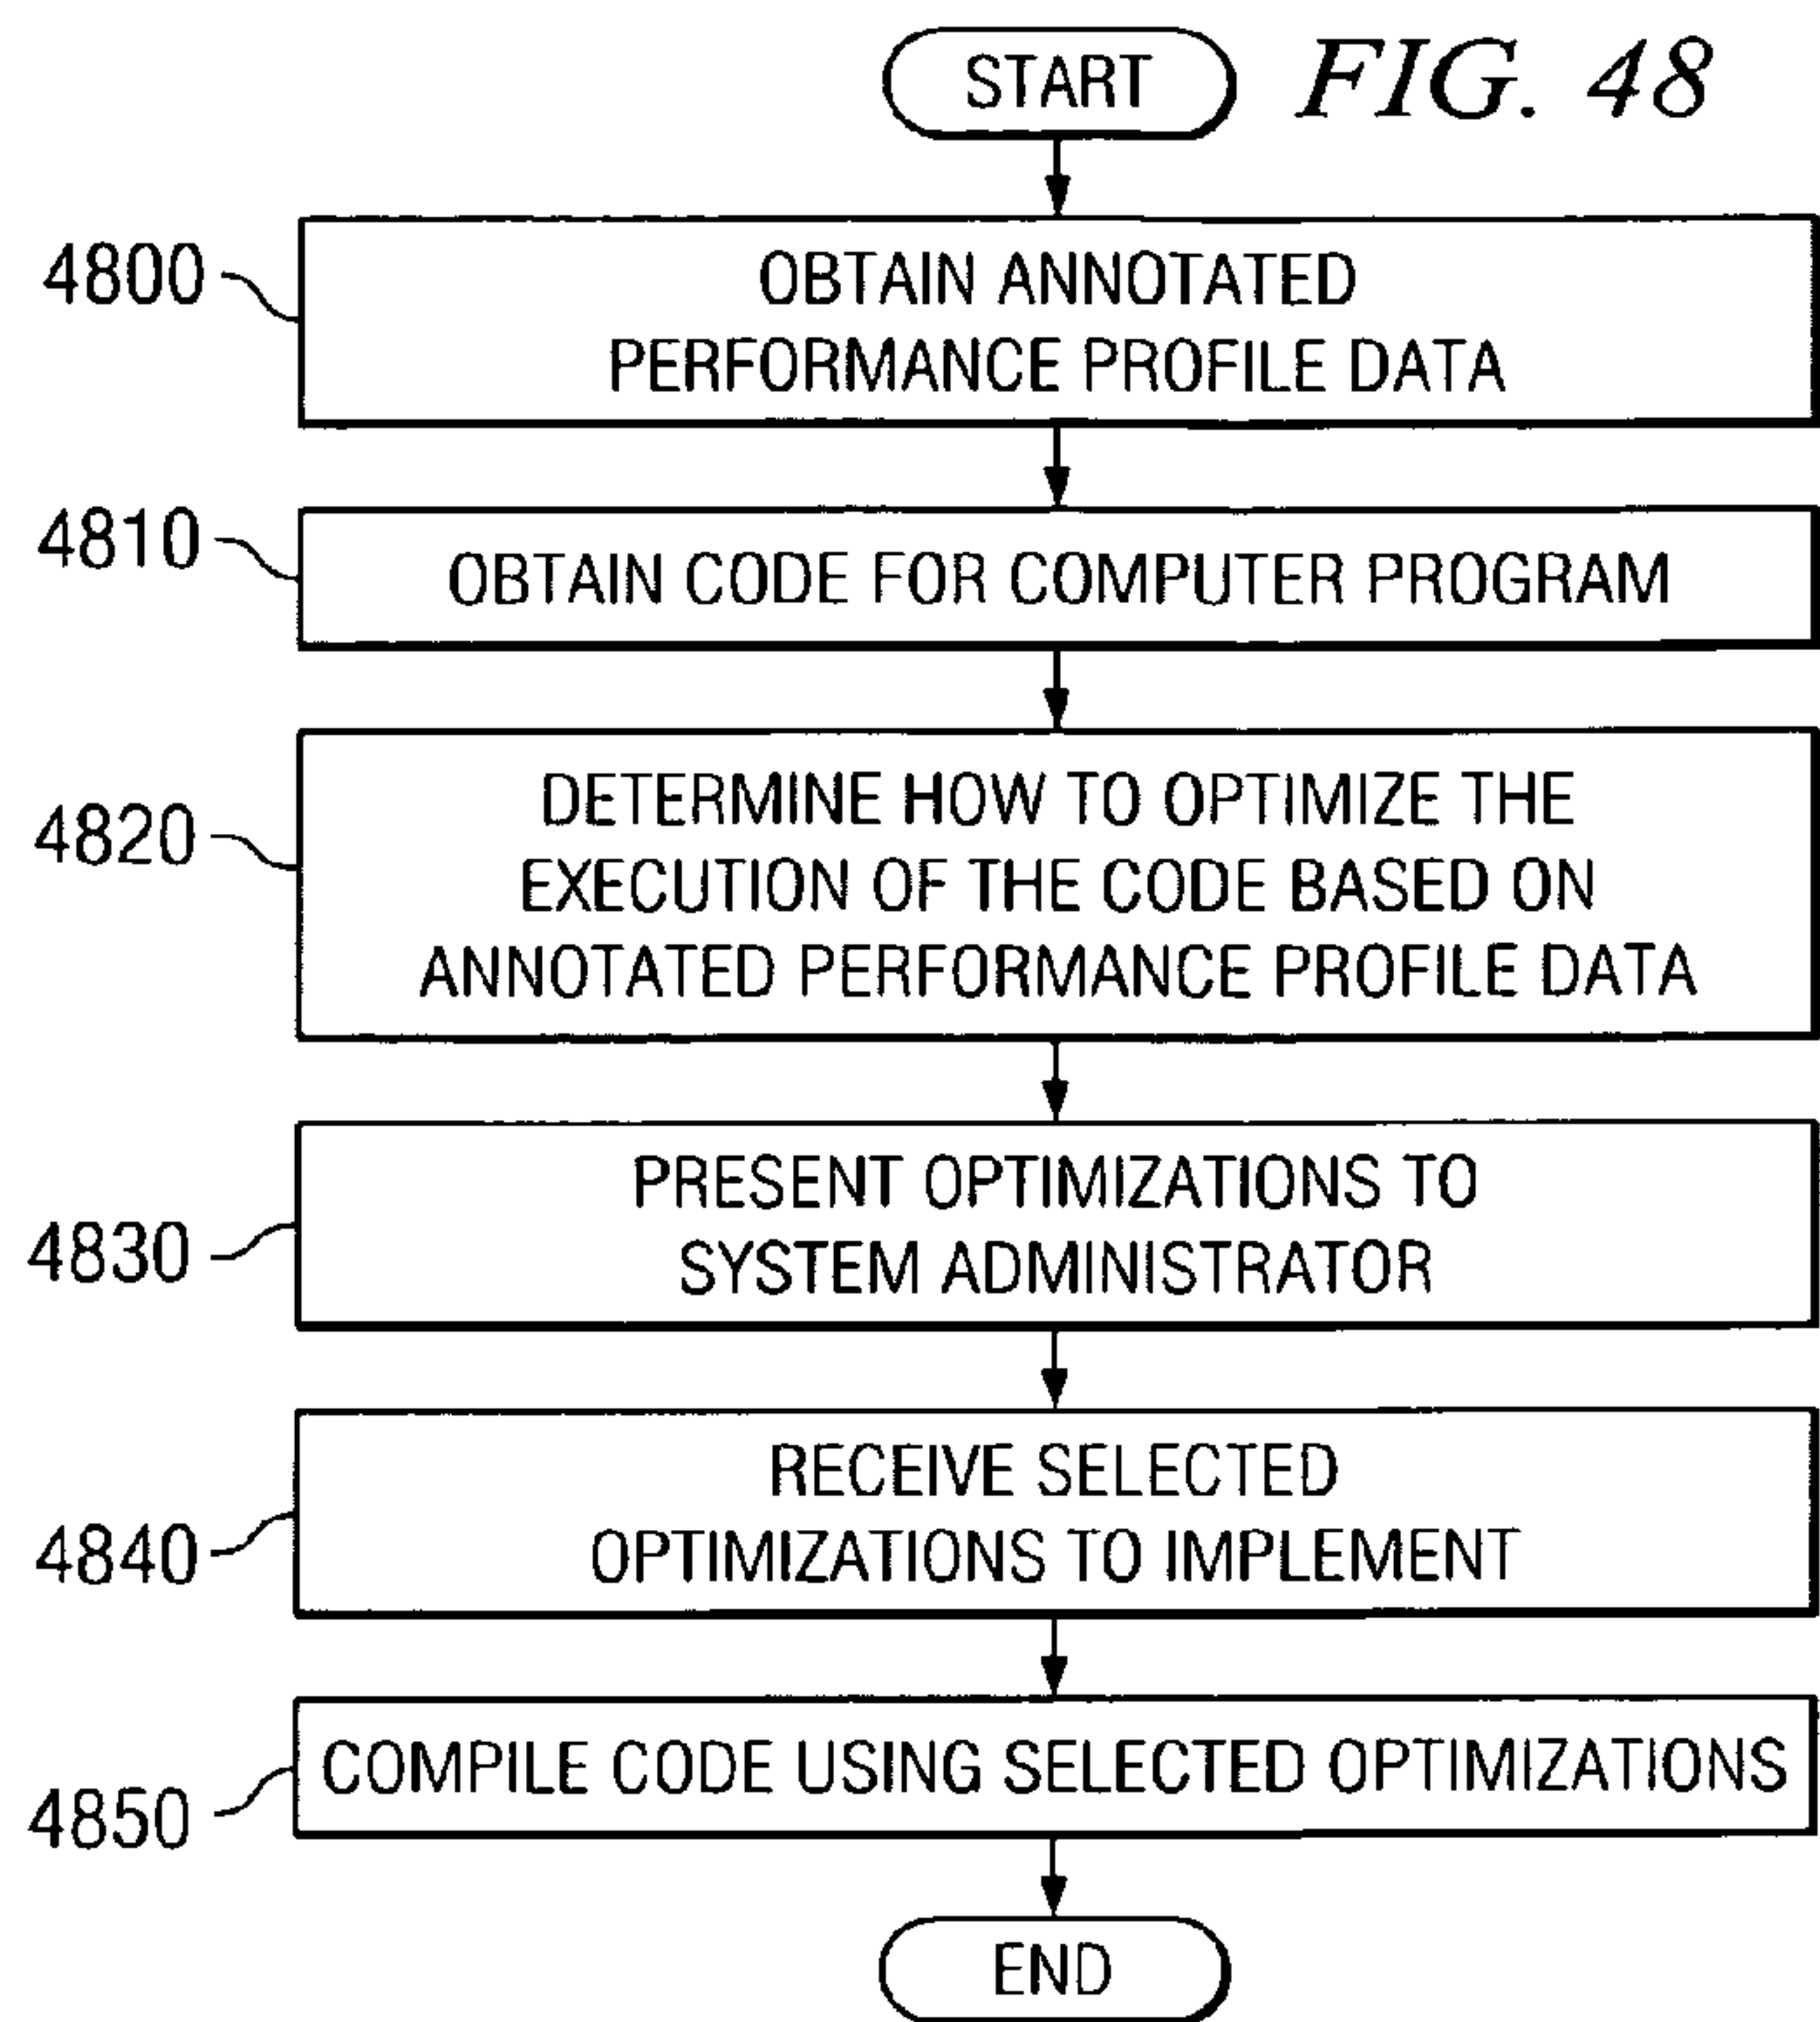 START
FIG. 48
4800
OBTAIN ANNOTATED
PERFORMANCE PROFILE DATA
4810
OBTAIN CODE FOR COMPUTER PROGRAM
4820
DETERMINE HOW TO OPTIMIZE THE
EXECUTION OF THE CODE BASED ON
ANNOTATED PERFORMANCE PROFILE DATA
4830
PRESENT OPTIMIZATIONS TO
SYSTEM ADMINISTRATOR
4840
RECEIVE SELECTED
OPTIMIZATIONS TO IMPLEMENT
4850
COMPILE CODE USING SELECTED OPTIMIZATIONS
END